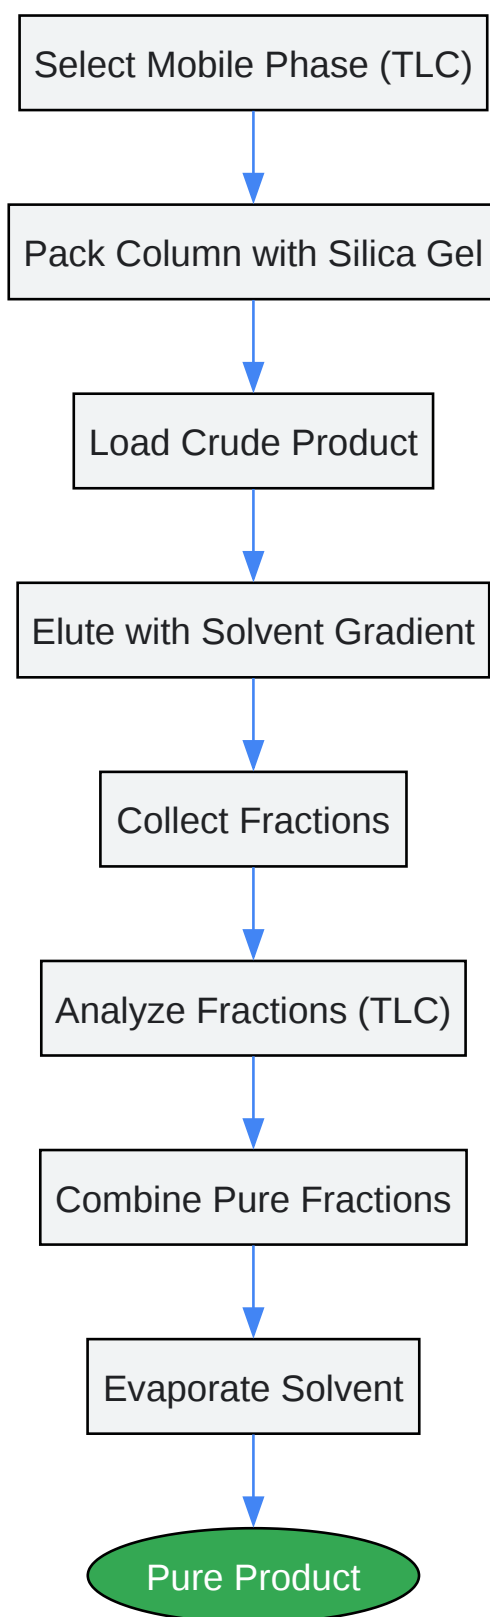 Select Mobile Phase (TLC)
Pack Column with Silica Gel
Load Crude Product
Elute with Solvent Gradient
Collect Fractions
Analyze Fractions (TLC)
Combine Pure Fractions
Evaporate Solvent
Pure Product